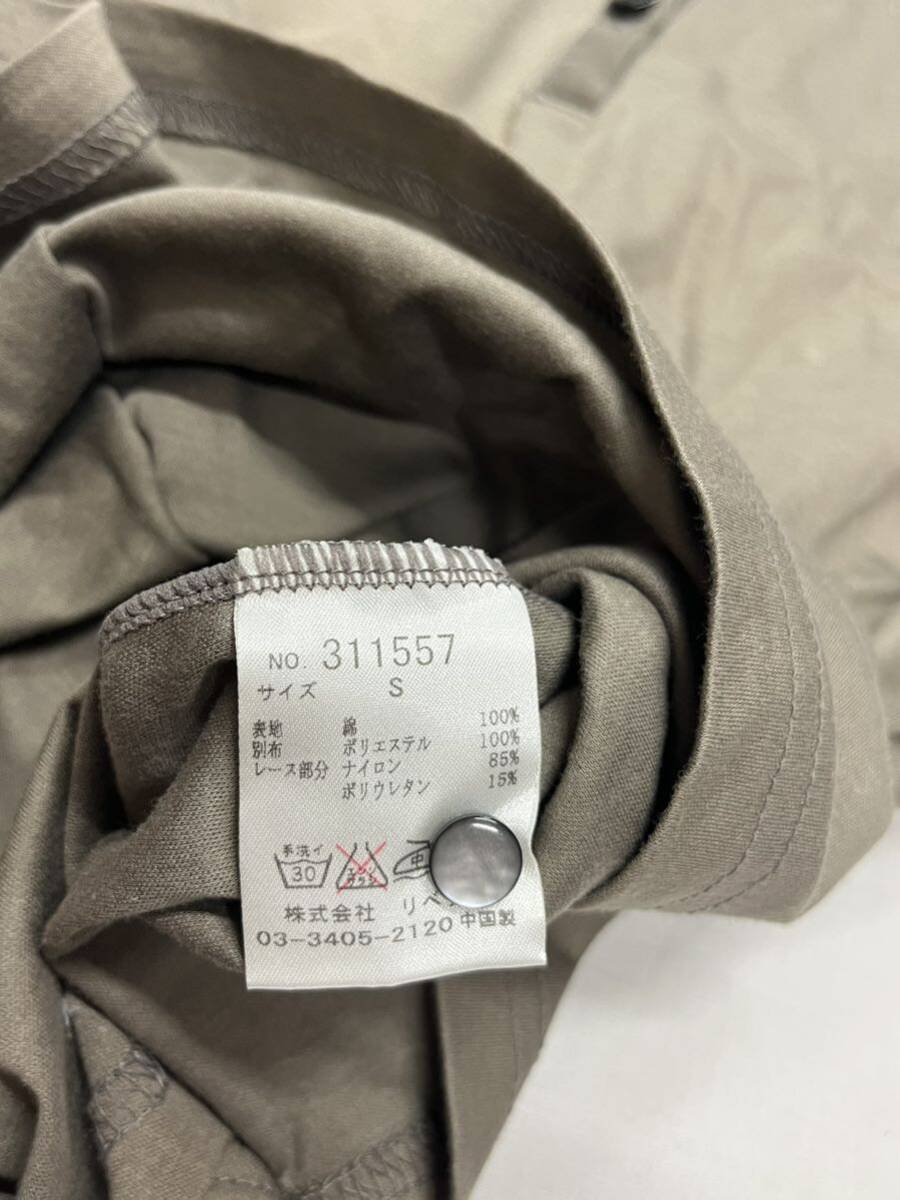 NO. 311557
サイズ S
表地 綿 100%
別布 ポリエステル 100%
レース部分 ナイロン 85%
ポリウレタン 15%
手洗イ
30
中
株式会社 リベ
03-3405-2120 中国製